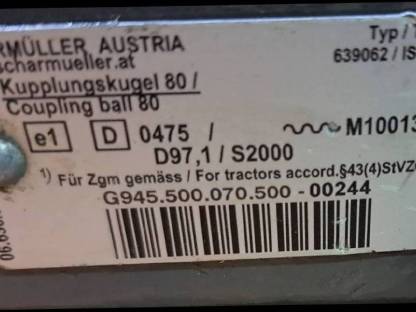 RMÜLLER, AUSTRIA
scharmueller.at
Kupplungskugel 80 /
Coupling ball 80
Typ / T
639062 / IS
e1 D 0475 / M10013
D97,1 / S2000
1) Für Zgm gemäss / For tractors accord.§43(4)StVZ
G945.500.070.500 - 00244